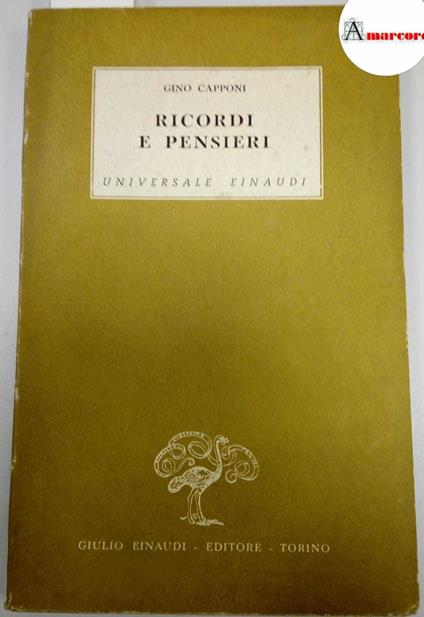 Amarcord
GINO CAPPONI
RICORDI
E PENSIERI
UNIVERSALE EINAUDI
GIULIO EINAUDI - EDITORE - TORINO